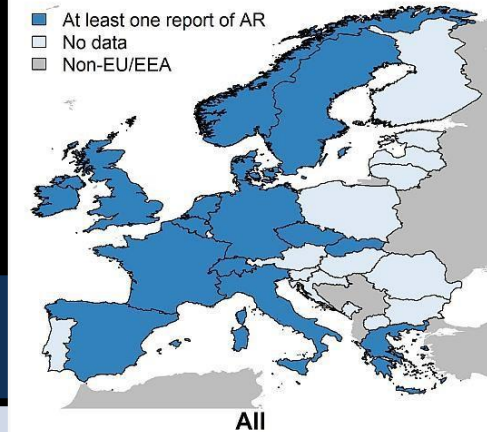 At least one report of AR
No data
Non-EU/EEA
All